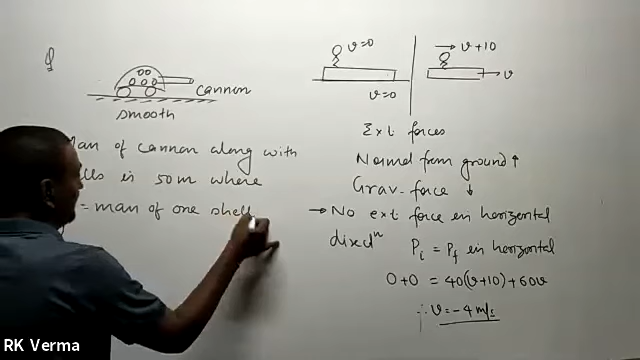 Q
cannon
smooth
of cannon along with
is 50m where
= mass of one shell
v=0
v=0
v+10
v
Ext forces
Normal from ground ↑
Grav. force ↓
→ No ext force in horizontal
direcⁿ Pi = Pf in horizontal
0+0 = 40(v+10)+60v
∴ v = -4 m/s
RK Verma